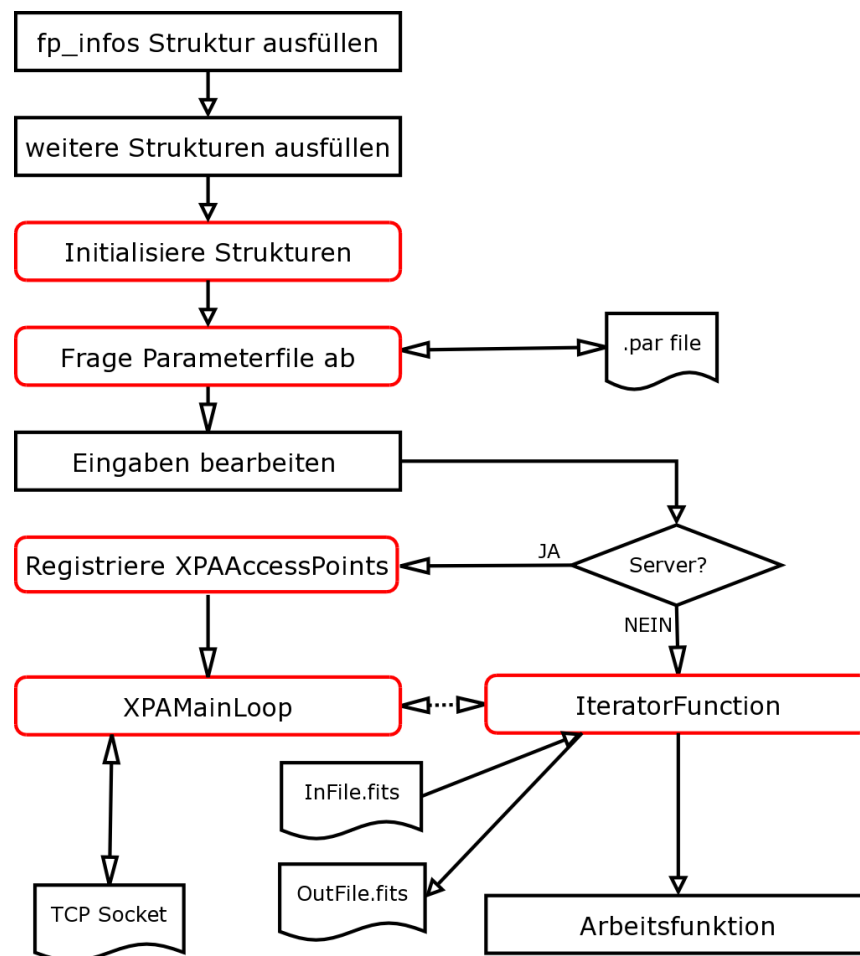 fp_infos Struktur ausfüllen
weitere Strukturen ausfüllen
Initialisiere Strukturen
Frage Parameterfile ab
.par file
Eingaben bearbeiten
Server?
JA
Registriere XPAAccessPoints
NEIN
XPAMainLoop
IteratorFunction
InFile.fits
OutFile.fits
TCP Socket
Arbeitsfunktion